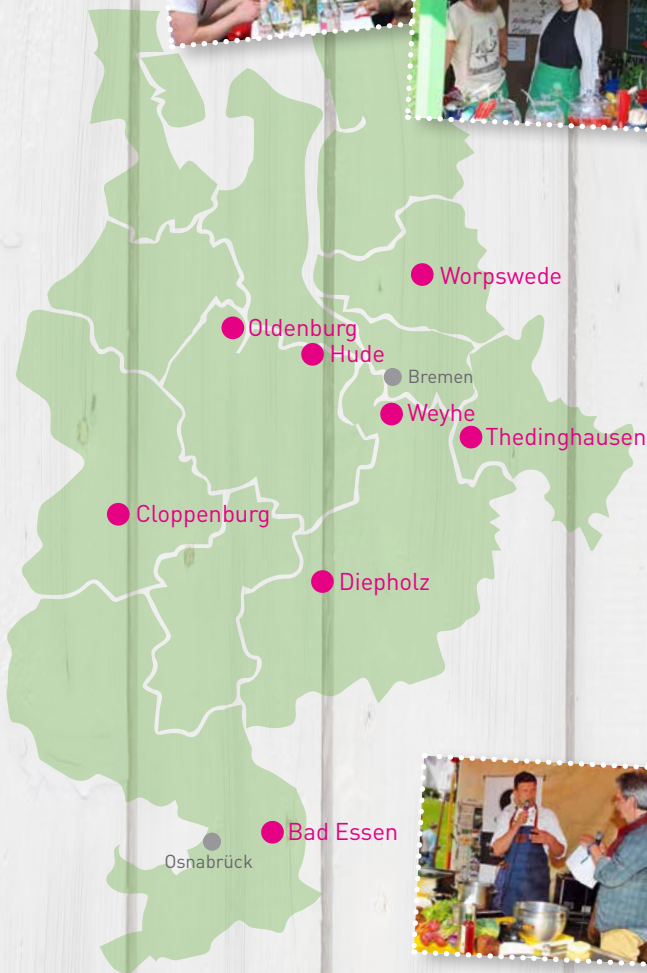 Worpswede
Oldenburg
Hude
Bremen
Weyhe
Thedinghausen
Cloppenburg
Diepholz
Bad Essen
Osnabrück